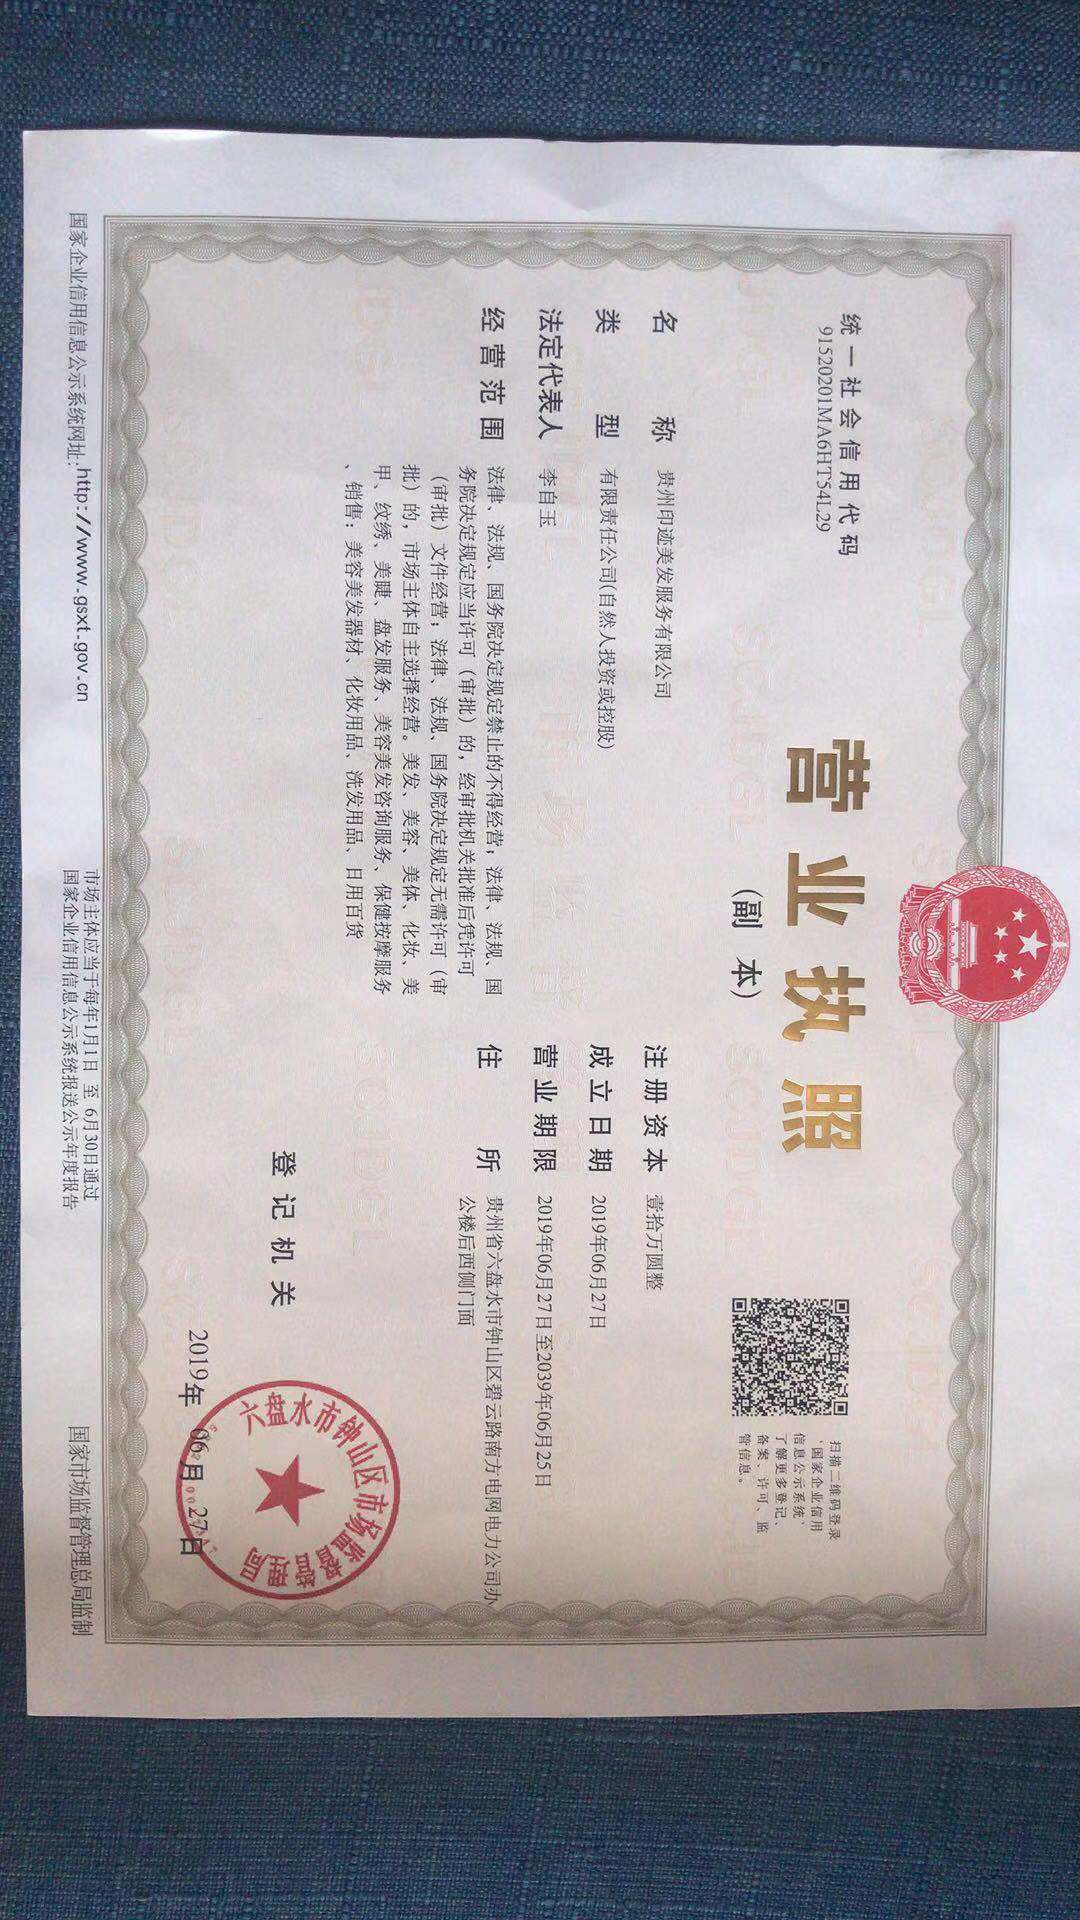 统一社会信用代码
91520201MA6HT54L29
营业执照
(副本)
扫描二维码登录
‘国家企业信用
信息公示系统’
了解更多登记、
备案、许可、监
管信息。
名称 贵州印迹美发服务有限公司
类型 有限责任公司(自然人投资或控股)
法定代表人 李自玉
经营范围 法律、法规、国务院决定规定禁止的不得经营；法律、法规、国
务院决定规定应当许可（审批）的，经审批机关批准后凭许可
（审批）文件经营；法律、法规、国务院决定规定无需许可（审
批）的，市场主体自主选择经营。美发、美容、美体、化妆、美
甲、纹绣、美睫、盘发服务、美容美发咨询服务、保健按摩服务
、销售：美容美发器材、化妆用品、洗发用品、日用百货
注册资本 壹拾万圆整
成立日期 2019年06月27日
营业期限 2019年06月27日至2039年06月25日
住所 贵州省六盘水市钟山区碧云路南方电网电力公司办
公楼后西侧门面
登记机关
六盘水市钟山区市场监督管理局
2019年 06月 27日
国家企业信用信息公示系统网址:http://www.gsxt.gov.cn
市场主体应当于每年1月1日 至 6月30日通过
国家企业信用信息公示系统报送公示年度报告
国家市场监督管理总局监制